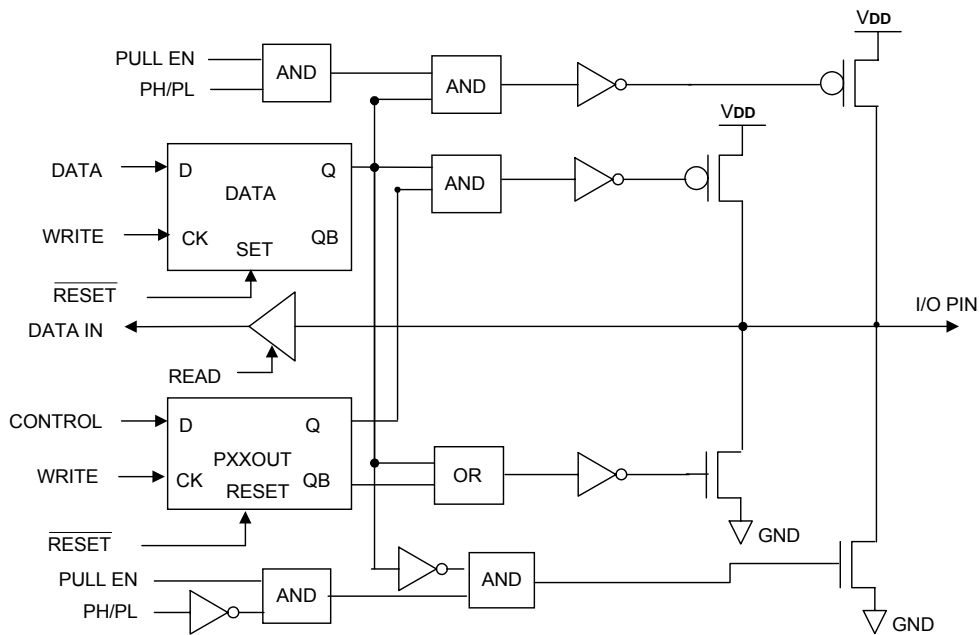 VDD
PULL EN
PH/PL
AND
AND
VDD
DATA
D
Q
DATA
AND
WRITE
CK
QB
SET
RESET
I/O PIN
DATA IN
READ
CONTROL
D
Q
PXXOUT
OR
WRITE
CK
RESET
QB
GND
RESET
PULL EN
AND
AND
PH/PL
GND